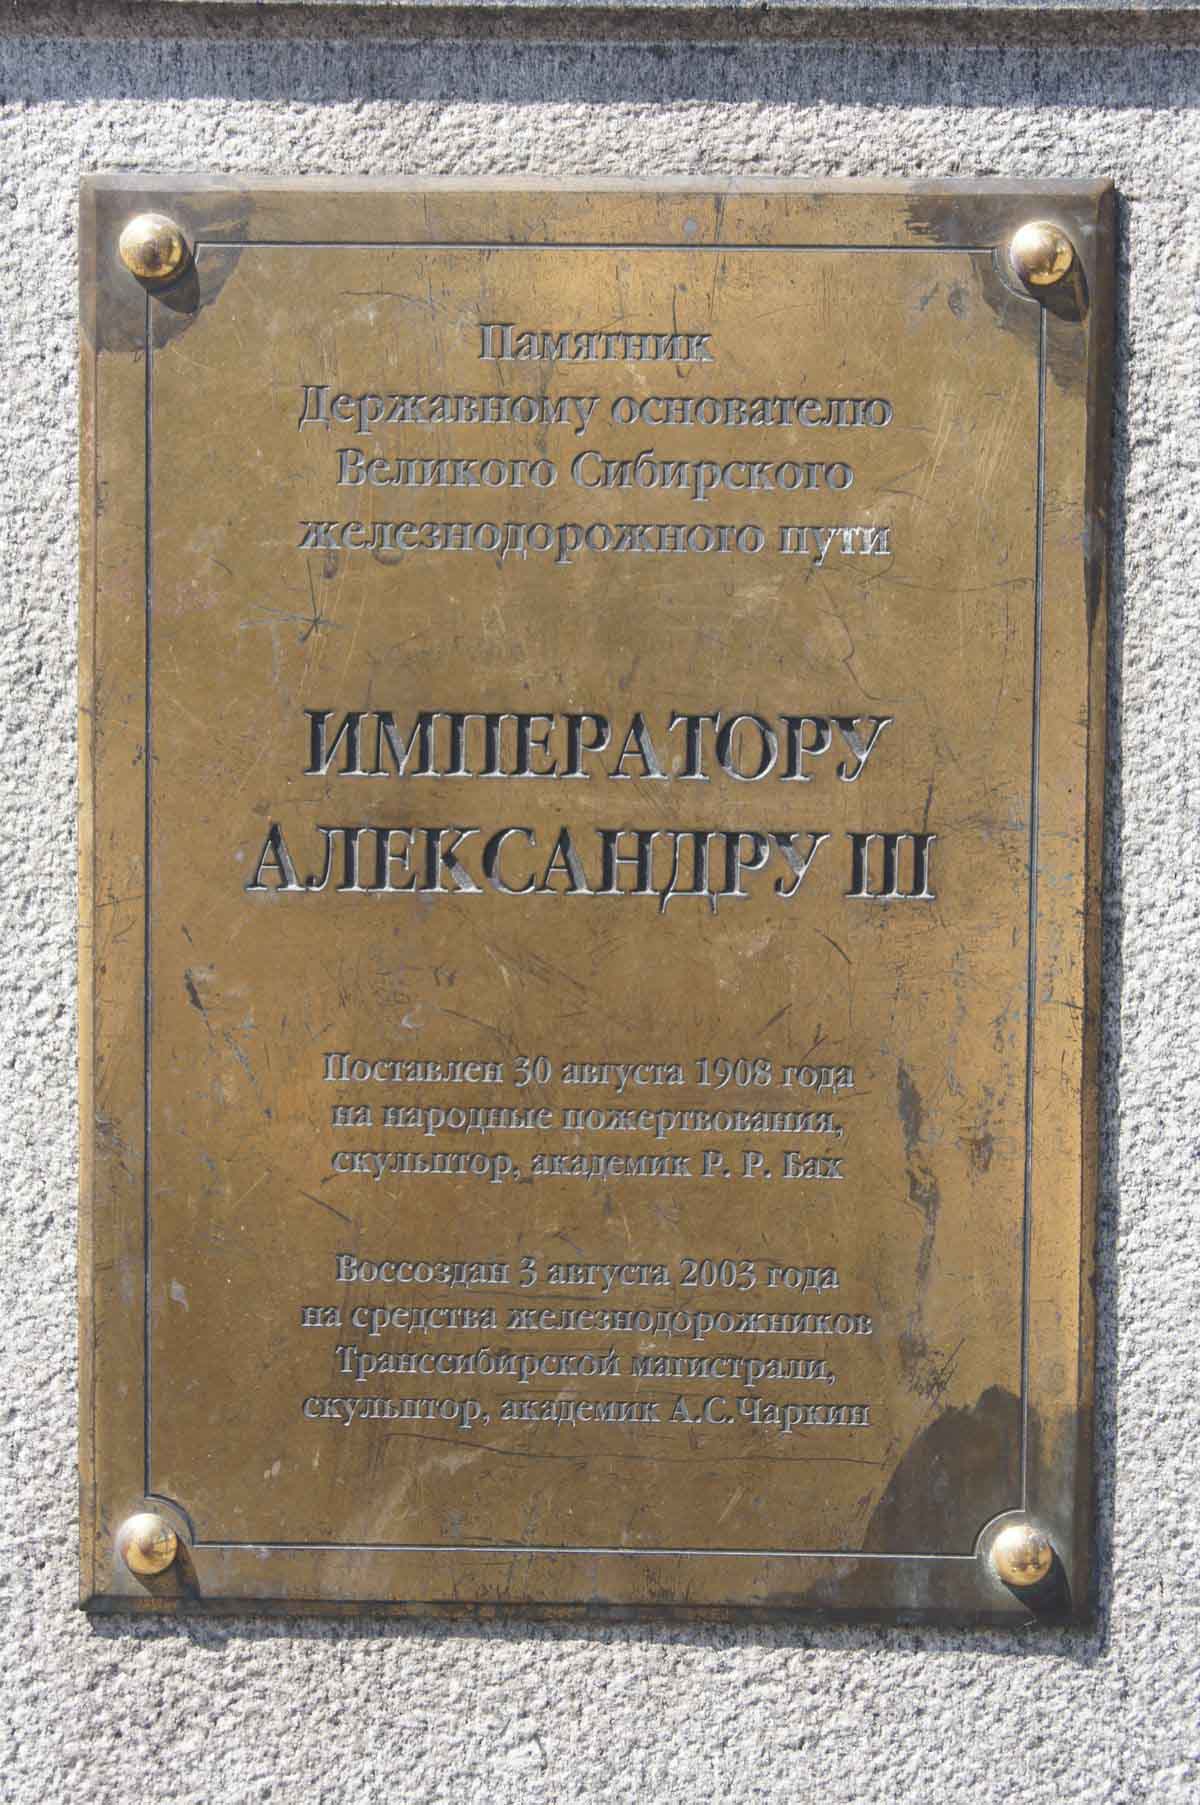 Памятник
Державному основателю
Великого Сибирского
железнодорожного пути
ИМПЕРАТОРУ
АЛЕКСАНДРУ III
Поставлен 30 августа 1908 года
на народные пожертвования,
скульптор, академик Р. Р. Бах
Воссоздан 3 августа 2003 года
на средства железнодорожников
Транссибирской магистрали,
скульптор, академик А.С.Чаркин